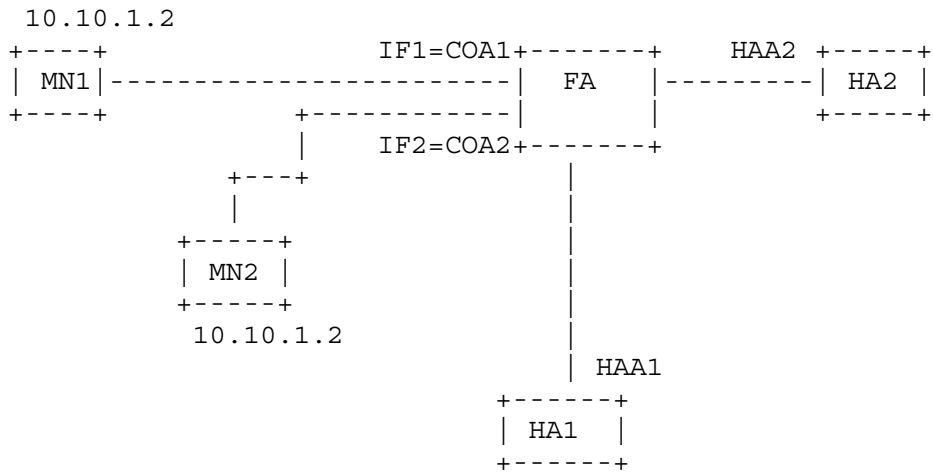 10.10.1.2
IF1=COA1 HAA2
MN1 FA HA2
IF2=COA2
MN2
10.10.1.2
HAA1
HA1